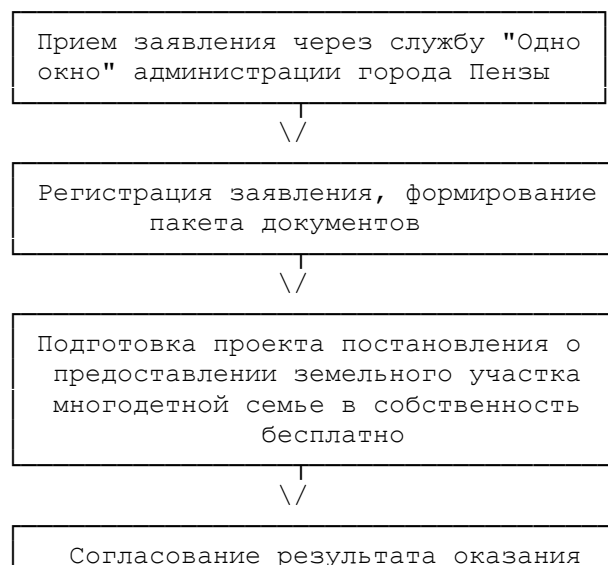 Прием заявления через службу "Одно
окно" администрации города Пензы
\/
Регистрация заявления, формирование
пакета документов
\/
Подготовка проекта постановления о
предоставлении земельного участка
многодетной семье в собственность
бесплатно
\/
Согласование результата оказания